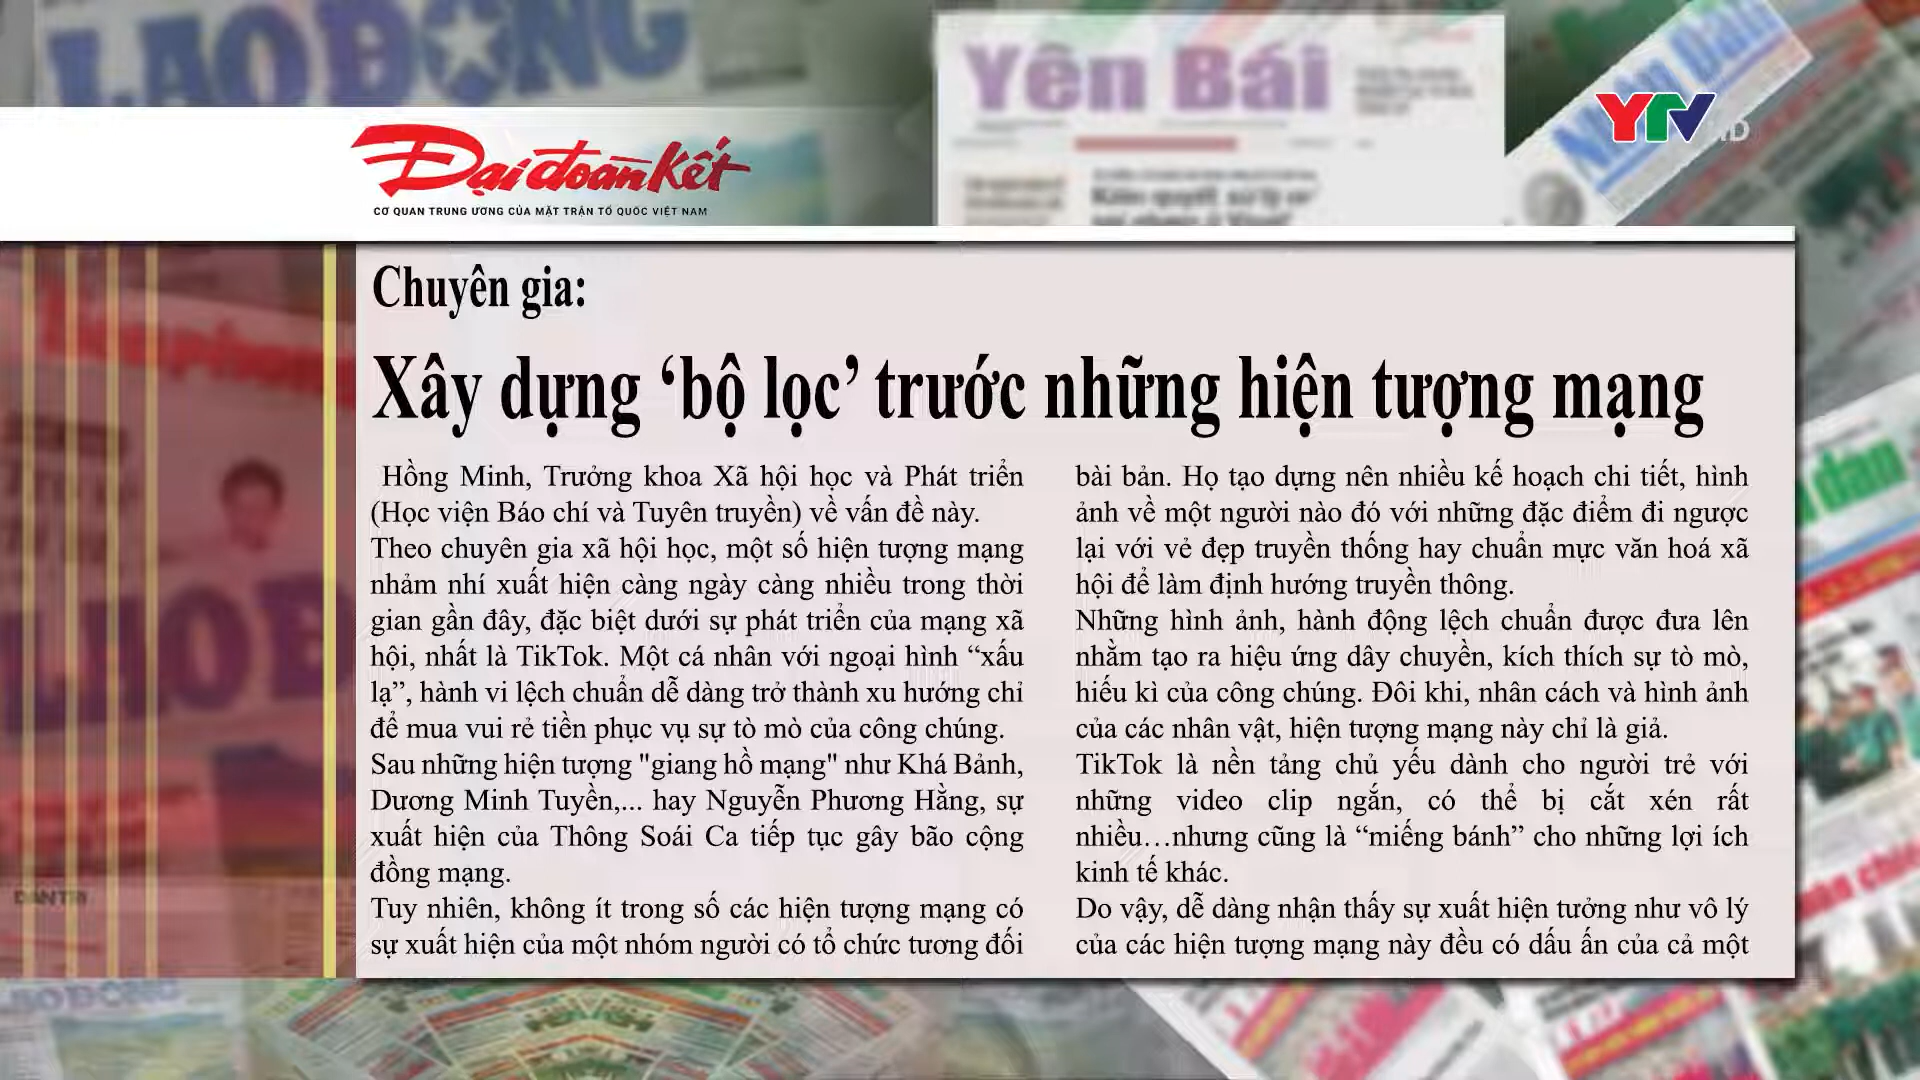 LAO ĐỘNG
Yên Bái
Nhân Dân
YTV HD
Đại đoàn kết
CƠ QUAN TRUNG ƯƠNG CỦA MẶT TRẬN TỔ QUỐC VIỆT NAM
Chuyên gia:
Xây dựng ‘bộ lọc’ trước những hiện tượng mạng
Hồng Minh, Trưởng khoa Xã hội học và Phát triển
(Học viện Báo chí và Tuyên truyền) về vấn đề này.
Theo chuyên gia xã hội học, một số hiện tượng mạng
nhảm nhí xuất hiện càng ngày càng nhiều trong thời
gian gần đây, đặc biệt dưới sự phát triển của mạng xã
hội, nhất là TikTok. Một cá nhân với ngoại hình “xấu
lạ”, hành vi lệch chuẩn dễ dàng trở thành xu hướng chỉ
để mua vui rẻ tiền phục vụ sự tò mò của công chúng.
Sau những hiện tượng "giang hồ mạng" như Khá Bảnh,
Dương Minh Tuyền,... hay Nguyễn Phương Hằng, sự
xuất hiện của Thông Soái Ca tiếp tục gây bão cộng
đồng mạng.
Tuy nhiên, không ít trong số các hiện tượng mạng có
sự xuất hiện của một nhóm người có tổ chức tương đối
bài bản. Họ tạo dựng nên nhiều kế hoạch chi tiết, hình
ảnh về một người nào đó với những đặc điểm đi ngược
lại với vẻ đẹp truyền thống hay chuẩn mực văn hoá xã
hội để làm định hướng truyền thông.
Những hình ảnh, hành động lệch chuẩn được đưa lên
nhằm tạo ra hiệu ứng dây chuyền, kích thích sự tò mò,
hiếu kì của công chúng. Đôi khi, nhân cách và hình ảnh
của các nhân vật, hiện tượng mạng này chỉ là giả.
TikTok là nền tảng chủ yếu dành cho người trẻ với
những video clip ngắn, có thể bị cắt xén rất
nhiều…nhưng cũng là “miếng bánh” cho những lợi ích
kinh tế khác.
Do vậy, dễ dàng nhận thấy sự xuất hiện tưởng như vô lý
của các hiện tượng mạng này đều có dấu ấn của cả một
LAO ĐỘ
DÂN TRÍ
LAO ĐỘNG